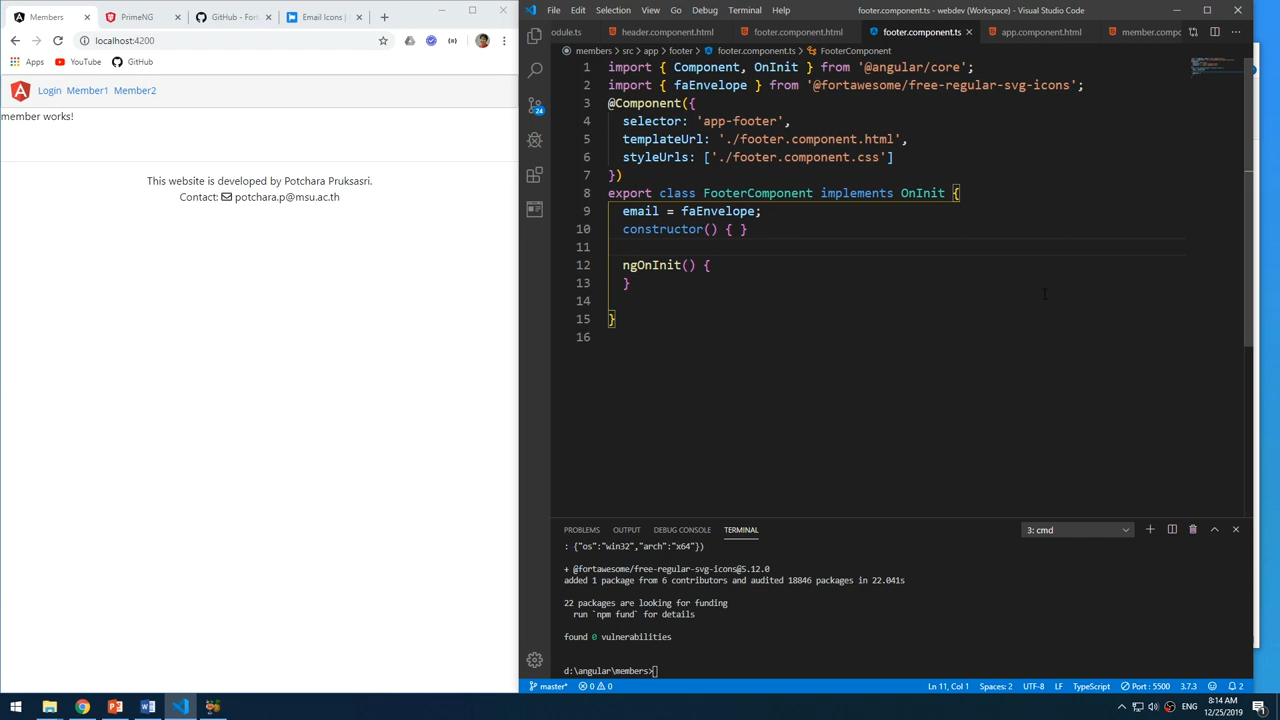 Members
PrimeNG
GitHub - For
Email Icons |
localhost:4200
Apps
YouTube
GitHub
Login Member1 Member2
member works!
This website is developed by Potchara Pruksasri.
Contact: potchara.p@msu.ac.th
File Edit Selection View Go Debug Terminal Help
footer.component.ts - webdev (Workspace) - Visual Studio Code
odule.ts
header.component.html
footer.component.html
footer.component.ts
app.component.html
member.compo
members > src > app > footer > footer.component.ts > FooterComponent
1 import { Component, OnInit } from '@angular/core';
2 import { faEnvelope } from '@fortawesome/free-regular-svg-icons';
3 @Component({
4 selector: 'app-footer',
5 templateUrl: './footer.component.html',
6 styleUrls: ['./footer.component.css']
7 })
8 export class FooterComponent implements OnInit {
9 email = faEnvelope;
10 constructor() { }
11
12 ngOnInit() {
13 }
14
15 }
16
24
PROBLEMS OUTPUT DEBUG CONSOLE TERMINAL
3: cmd
: {"os":"win32","arch":"x64"})
+ @fortawesome/free-regular-svg-icons@5.12.0
added 1 package from 6 contributors and audited 18846 packages in 22.041s
22 packages are looking for funding
run `npm fund` for details
found 0 vulnerabilities
d:\angular\members>
master* 0 0
Ln 11, Col 1 Spaces: 2 UTF-8 LF TypeScript Port : 5500 3.7.3 2
ENG
8:14 AM
12/25/2019
1